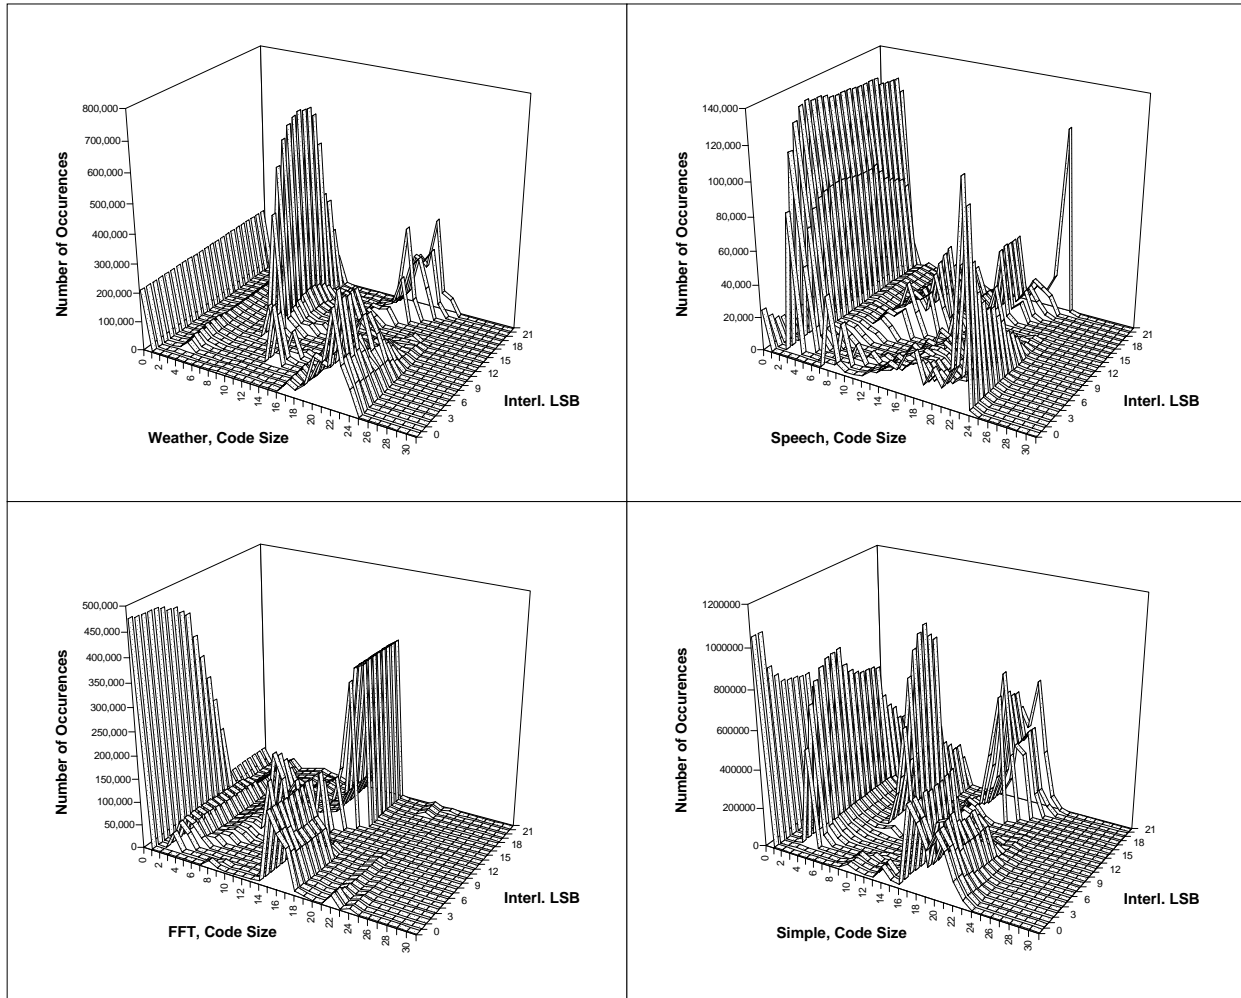 800,000
700,000
600,000
500,000
400,000
300,000
200,000
100,000
0
Number of Occurences
0 2 4 6 8 10 12 14 16 18 20 22 24 26 28 30
0 3 6 9 12 15 18 21
Interl. LSB
Weather, Code Size
140,000
120,000
100,000
80,000
60,000
40,000
20,000
0
Number of Occurences
0 2 4 6 8 10 12 14 16 18 20 22 24 26 28 30
0 3 6 9 12 15 18 21
Interl. LSB
Speech, Code Size
500,000
450,000
400,000
350,000
300,000
250,000
200,000
150,000
100,000
50,000
0
Number of Occurences
0 2 4 6 8 10 12 14 16 18 20 22 24 26 28 30
0 3 6 9 12 15 18 21
Interl. LSB
FFT, Code Size
1200000
1000000
800000
600000
400000
200000
0
Number of Occurences
0 2 4 6 8 10 12 14 16 18 20 22 24 26 28 30
0 3 6 9 12 15 18 21
Interl. LSB
Simple, Code Size